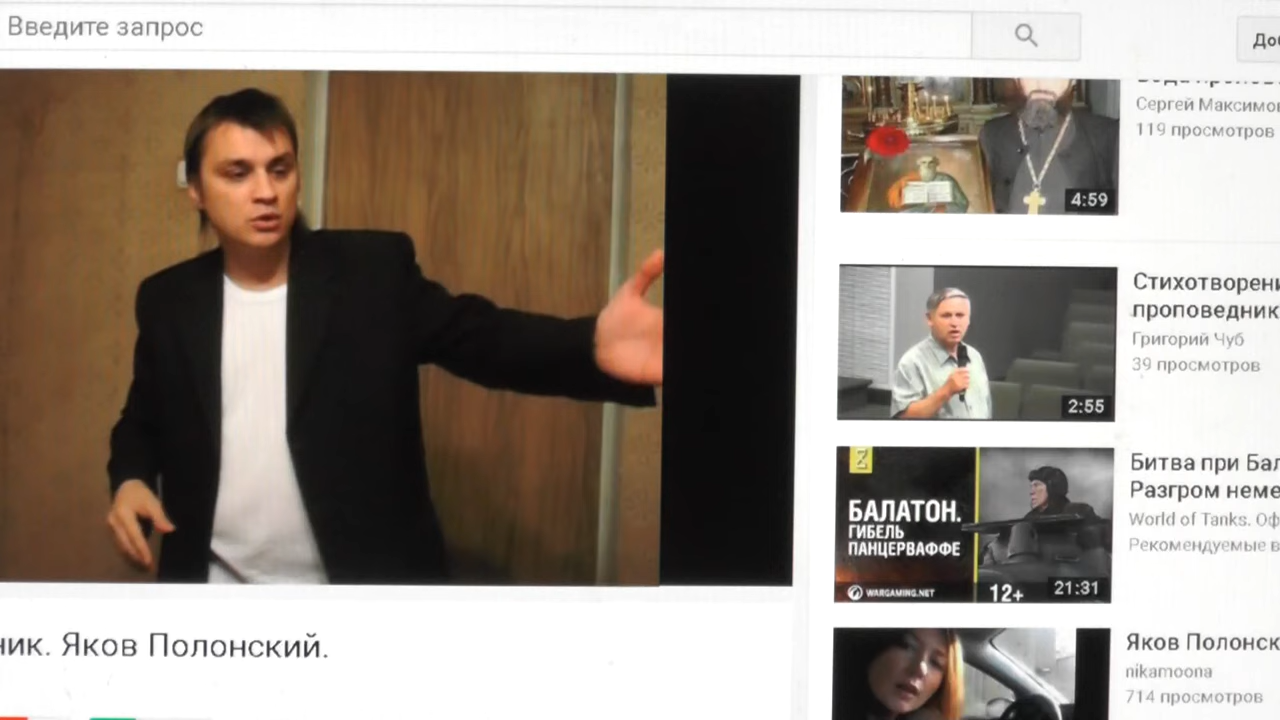 Введите запрос
Сергей Максимов
119 просмотров
4:59
Стихотворени
проповедник
Григорий Чуб
39 просмотров
2:55
БАЛАТОН.
ГИБЕЛЬ
ПАНЦЕРВАФФЕ
WARGAMING.NET
12+
21:31
Битва при Бал
Разгром неме
World of Tanks. Оф
Рекомендуемые в
ник. Яков Полонский.
Яков Полонск
nikamoona
714 просмотров